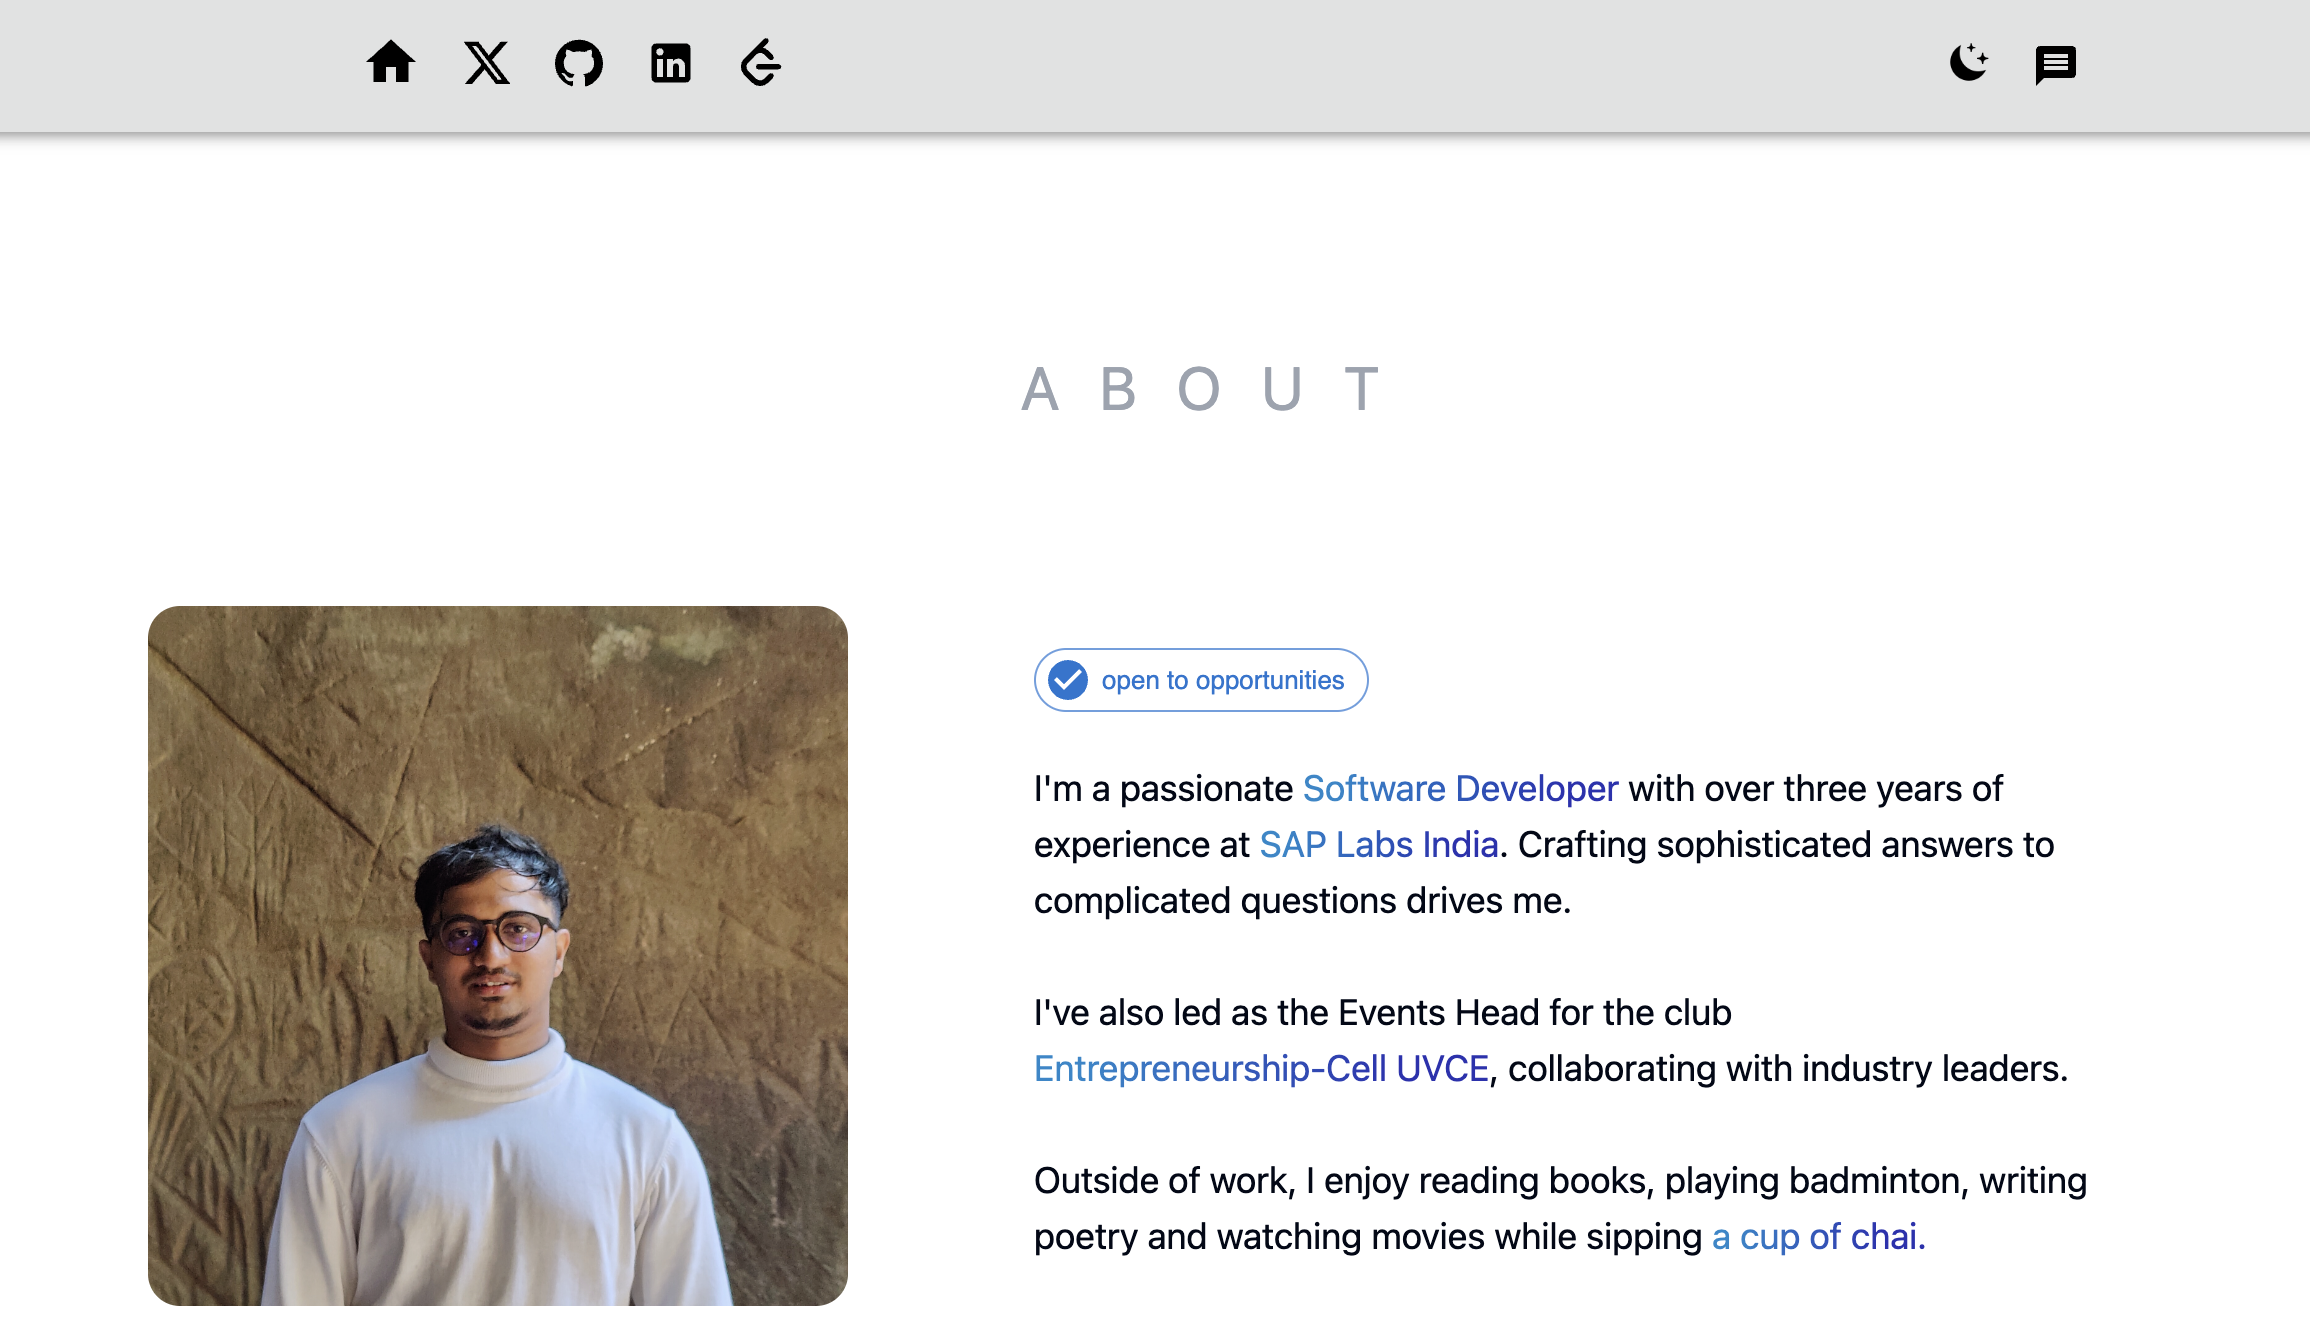 ABOUT
open to opportunities
I'm a passionate Software Developer with over three years of
experience at SAP Labs India. Crafting sophisticated answers to
complicated questions drives me.
I've also led as the Events Head for the club
Entrepreneurship-Cell UVCE, collaborating with industry leaders.
Outside of work, I enjoy reading books, playing badminton, writing
poetry and watching movies while sipping a cup of chai.